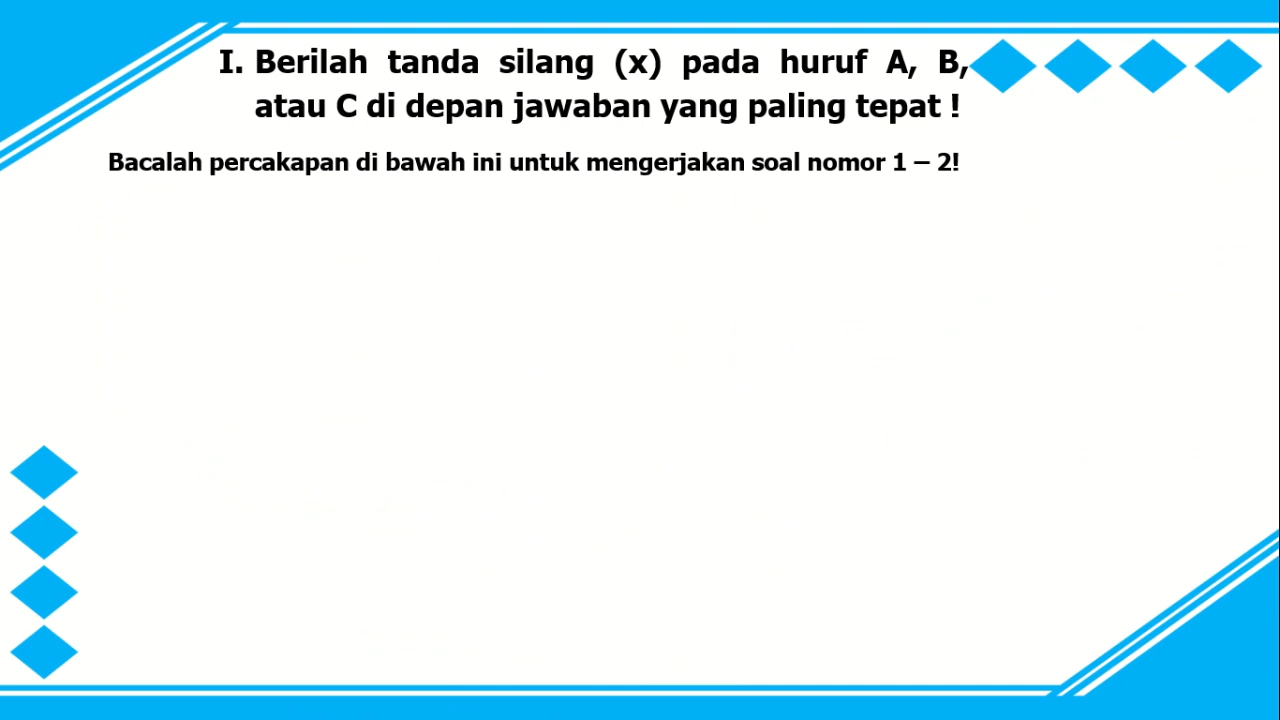 I. Berilah tanda silang (x) pada huruf A, B,
atau C di depan jawaban yang paling tepat !
Bacalah percakapan di bawah ini untuk mengerjakan soal nomor 1 – 2!